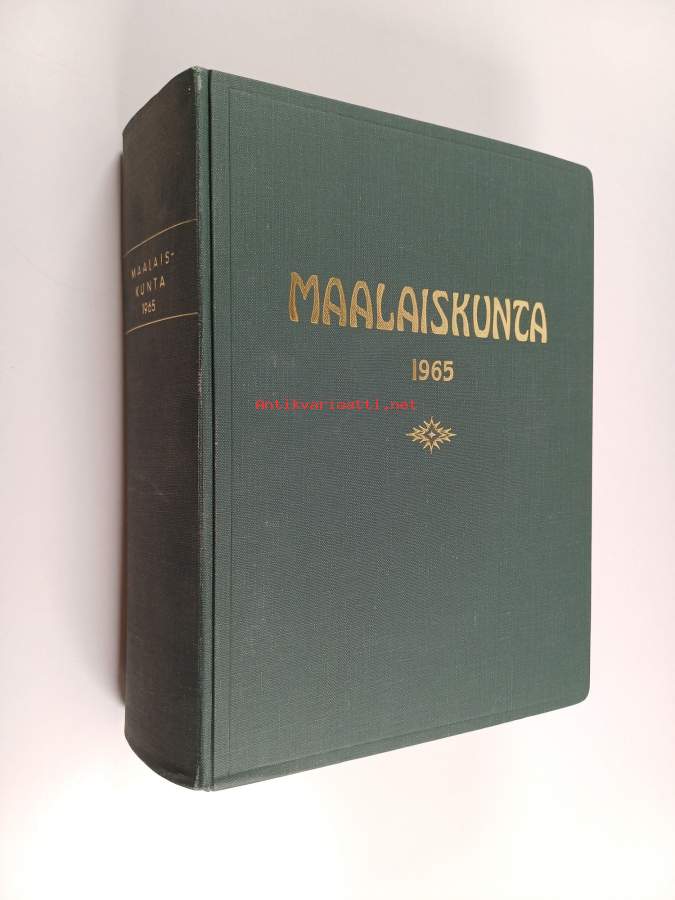 MAALAIS-
KUNTA
1965
MAALAISKUNTA
1965
Antikvariaatti.net